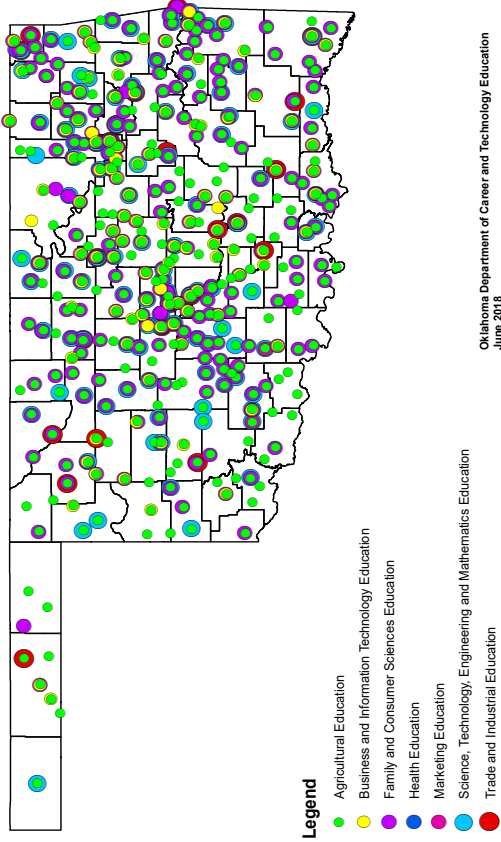 Legend
Agricultural Education
Business and Information Technology Education
Family and Consumer Sciences Education
Health Education
Marketing Education
Science, Technology, Engineering and Mathematics Education
Trade and Industrial Education
Oklahoma Department of Career and Technology Education
June 2018